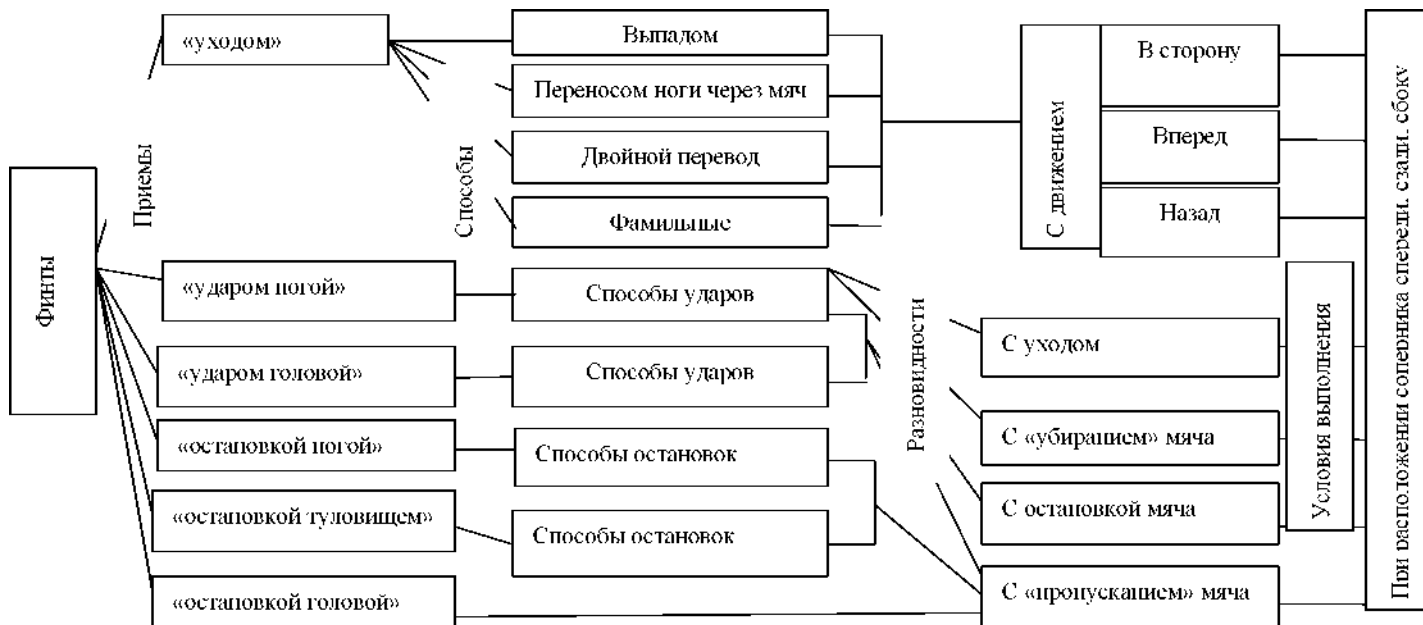 «уходом»
Выпадом
В сторону
Переносом ноги через мяч
Вперед
Двойной перевод
Назад
Фамильные
Приемы
Способы
С движением
Финты
«ударом ногой»
Способы ударов
«ударом головой»
Способы ударов
«остановкой ногой»
Способы остановок
«остановкой туловищем»
Способы остановок
«остановкой головой»
Разновидности
С уходом
С «убиранием» мяча
С остановкой мяча
С «пропусканием» мяча
Условия выполнения
При расположении соперника спереди, сзади, сбоку